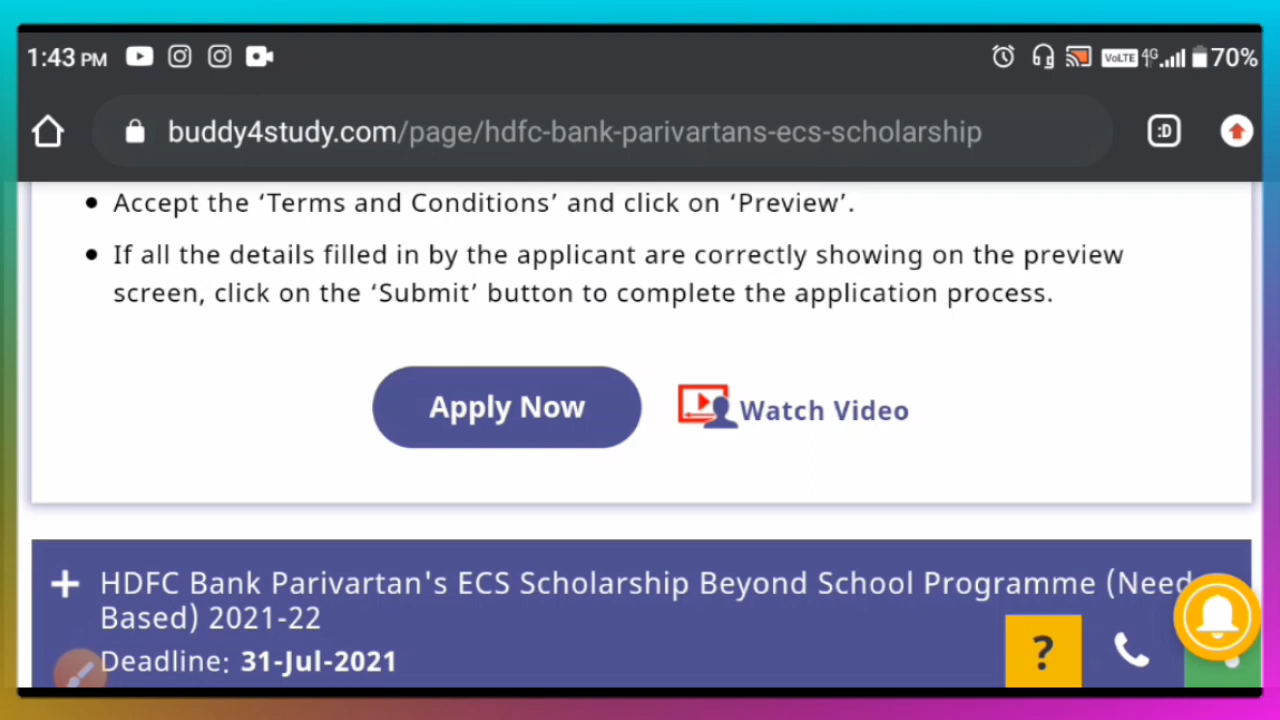 1:43 PM VoLTE 4G 70%
buddy4study.com/page/hdfc-bank-parivartans-ecs-scholarship :D
Accept the ‘Terms and Conditions’ and click on ‘Preview’.
If all the details filled in by the applicant are correctly showing on the preview
screen, click on the ‘Submit’ button to complete the application process.
Apply Now Watch Video
+ HDFC Bank Parivartan's ECS Scholarship Beyond School Programme (Need
Based) 2021-22
Deadline: 31-Jul-2021 ?